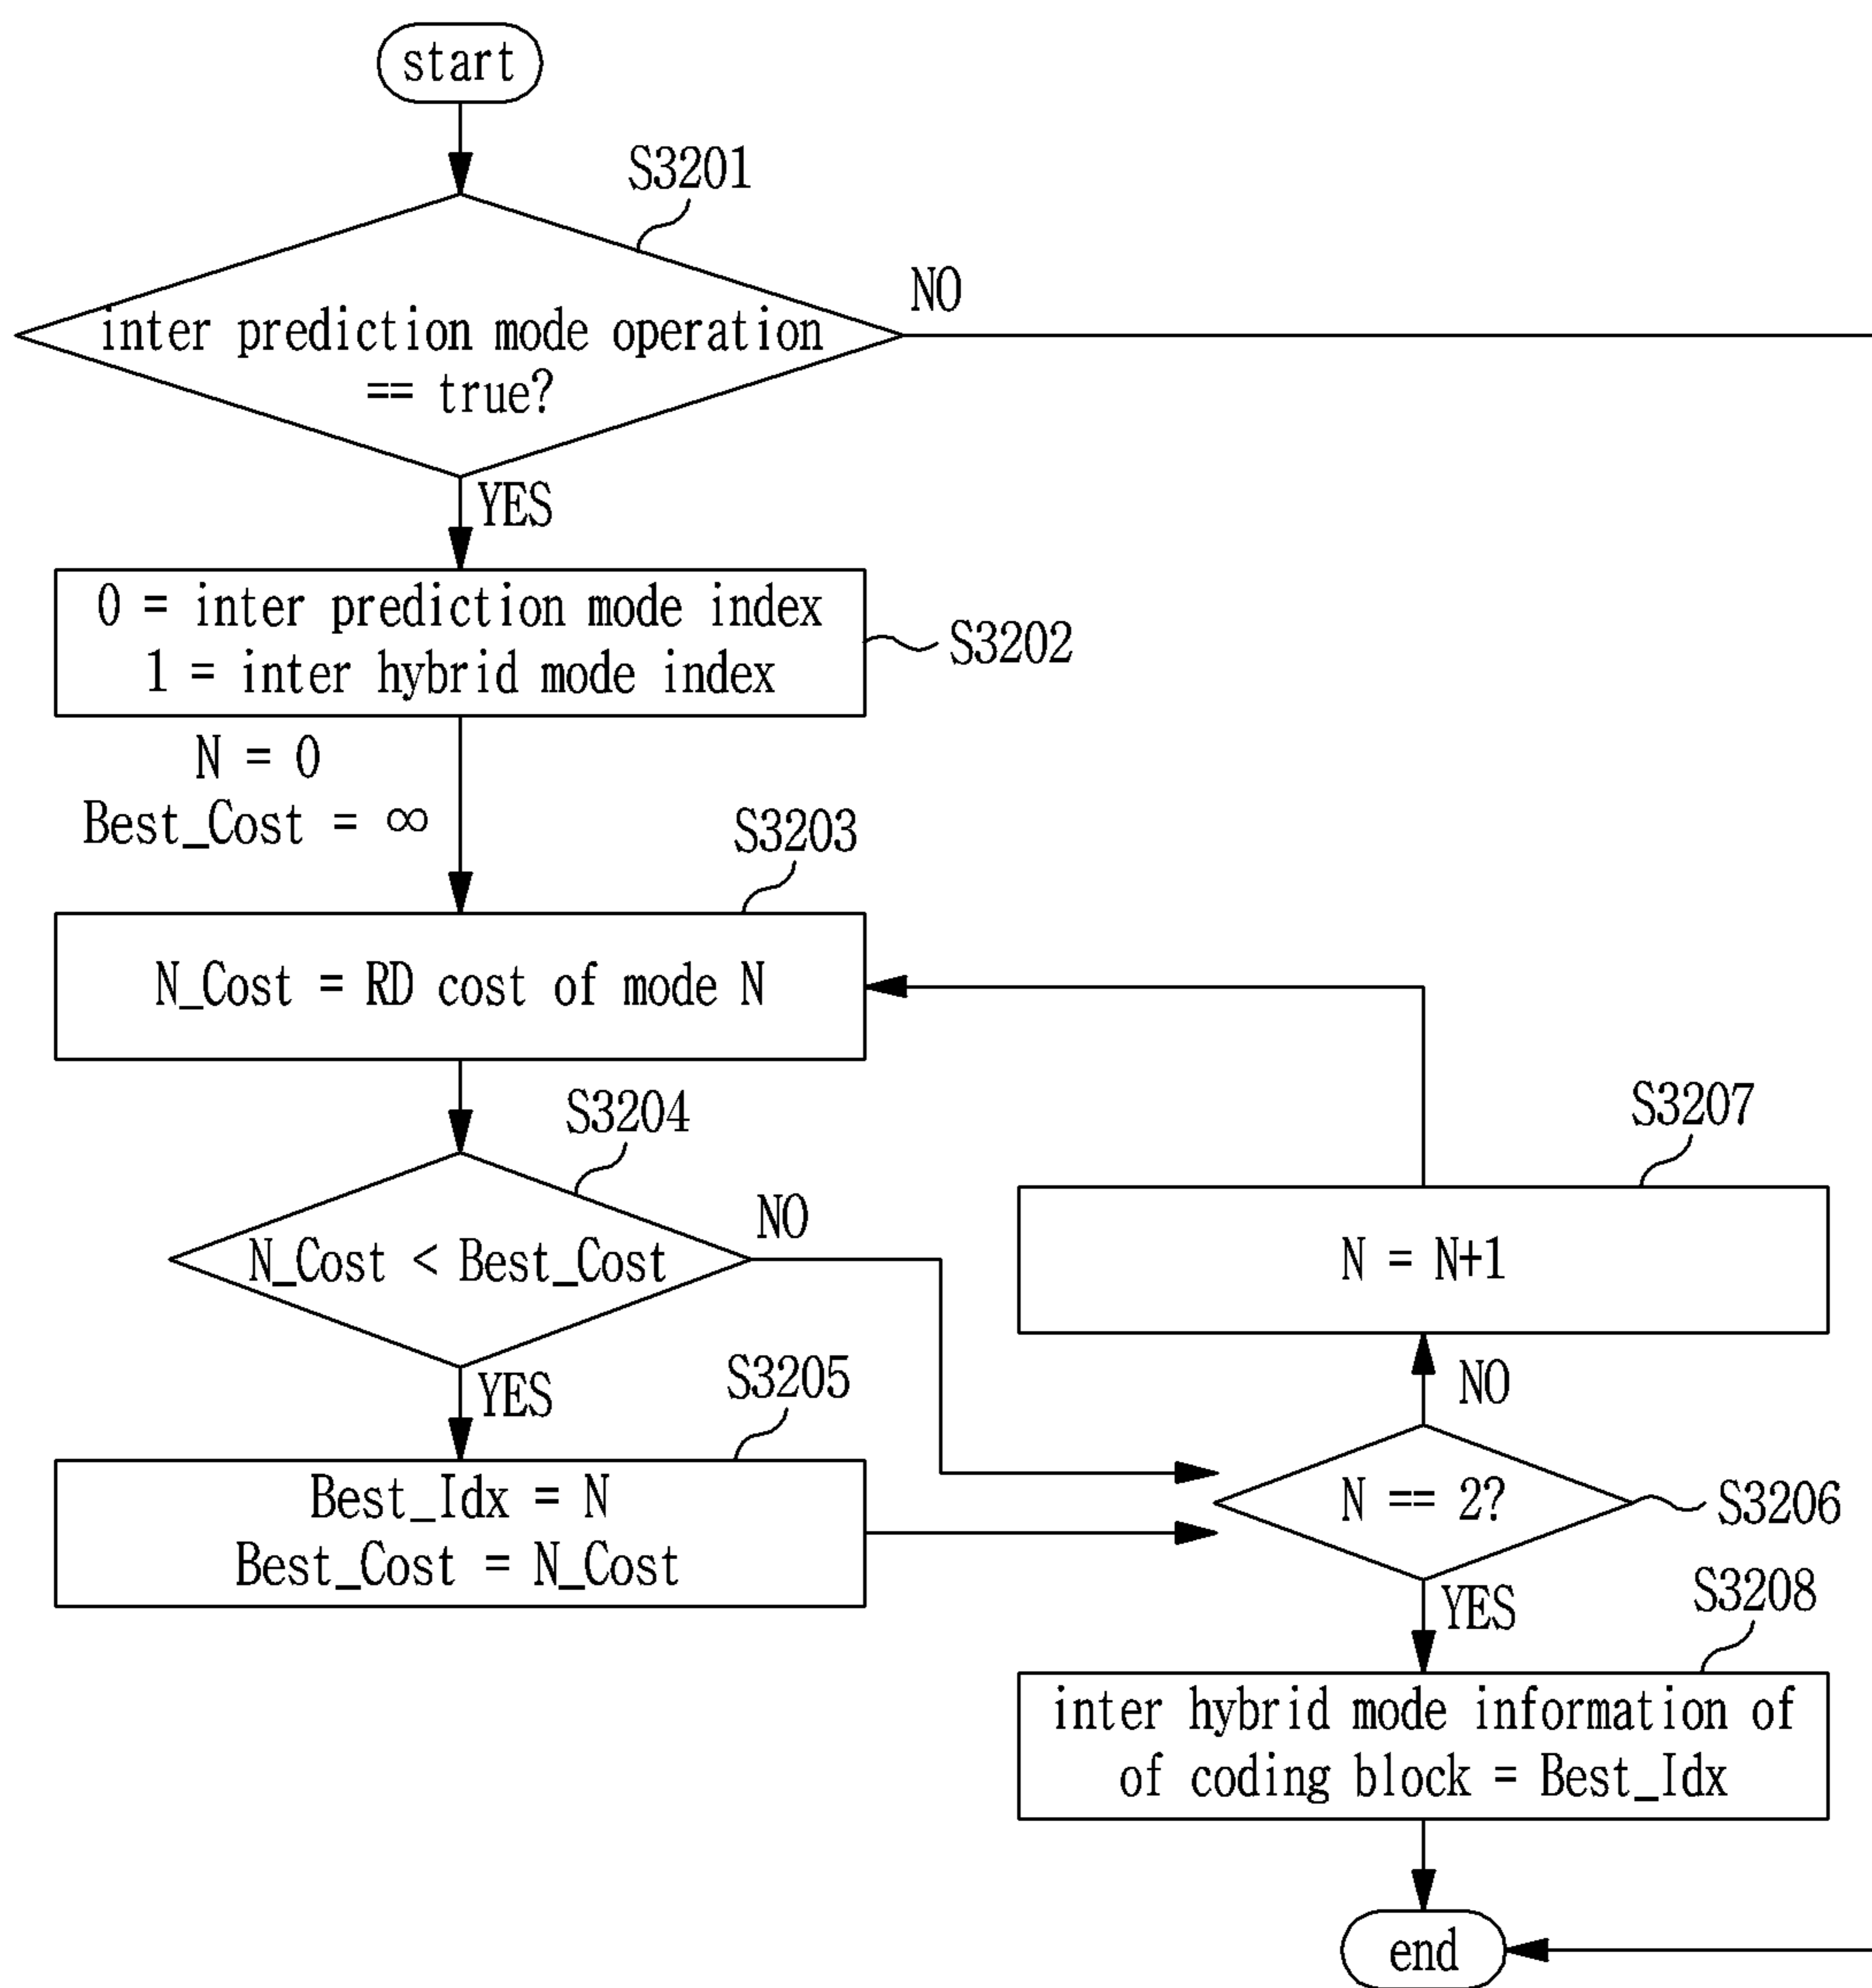 start
S3201
NO
inter prediction mode operation
== true?
YES
0 = inter prediction mode index
1 = inter hybrid mode index
S3202
N = 0
Best_Cost = ∞
S3203
N_Cost = RD cost of mode N
S3204
NO
N_Cost < Best_Cost
YES
S3205
Best_Idx = N
Best_Cost = N_Cost
S3207
N = N+1
NO
N == 2?
S3206
YES
S3208
inter hybrid mode information of
of coding block = Best_Idx
end